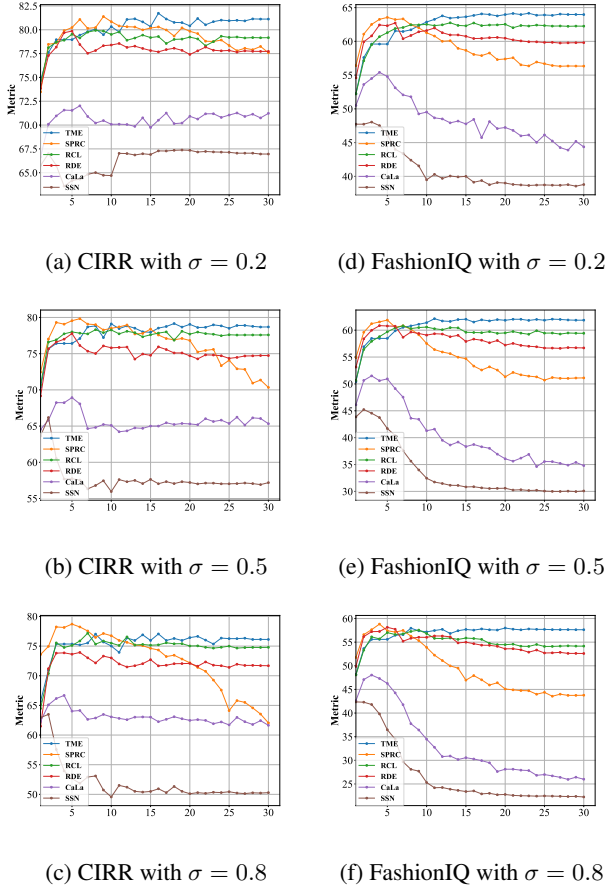 Metric
82.5
80.0
77.5
75.0
72.5
70.0
67.5
65.0
TME
SPRC
RCL
RDE
CaLa
SSN
5 10 15 20 25 30
(a) CIRR with σ = 0.2
Metric
65
60
55
50
45
40
TME
SPRC
RCL
RDE
CaLa
SSN
5 10 15 20 25 30
(d) FashionIQ with σ = 0.2
Metric
80
75
70
65
60
55
TME
SPRC
RCL
RDE
CaLa
SSN
5 10 15 20 25 30
(b) CIRR with σ = 0.5
Metric
60
55
50
45
40
35
30
TME
SPRC
RCL
RDE
CaLa
SSN
5 10 15 20 25 30
(e) FashionIQ with σ = 0.5
Metric
80
75
70
65
60
55
50
TME
SPRC
RCL
RDE
CaLa
SSN
5 10 15 20 25 30
(c) CIRR with σ = 0.8
Metric
60
55
50
45
40
35
30
25
TME
SPRC
RCL
RDE
CaLa
SSN
5 10 15 20 25 30
(f) FashionIQ with σ = 0.8